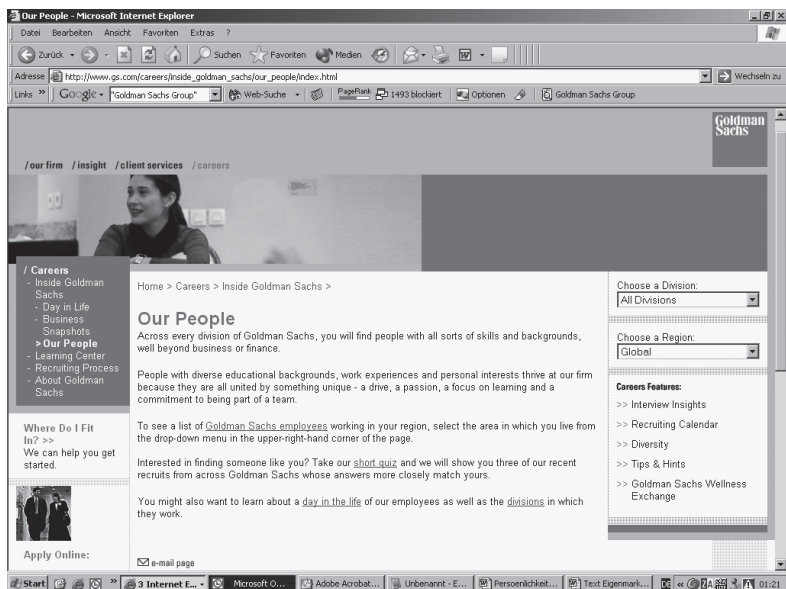 Our People - Microsoft Internet Explorer
Datei Bearbeiten Ansicht Favoriten Extras ?
Zurück Suchen Favoriten Medien
Adresse http://www.gs.com/careers/inside_goldman_sachs/our_people/index.html Wechseln zu
Links » Google "Goldman Sachs Group" Web-Suche PageRank 1493 blockiert Optionen Goldman Sachs Group
Goldman
Sachs
/our firm /insight /client services /careers
/ Careers
- Inside Goldman
Sachs
- Day in Life
- Business
Snapshots
> Our People
- Learning Center
- Recruiting Process
- About Goldman
Sachs
Where Do I Fit
In? >>
We can help you get
started.
Apply Online:
Home > Careers > Inside Goldman Sachs >
Our People
Across every division of Goldman Sachs, you will find people with all sorts of skills and backgrounds,
well beyond business or finance.
People with diverse educational backgrounds, work experiences and personal interests thrive at our firm
because they are all united by something unique - a drive, a passion, a focus on learning and a
commitment to being part of a team.
To see a list of Goldman Sachs employees working in your region, select the area in which you live from
the drop-down menu in the upper-right-hand corner of the page.
Interested in finding someone like you? Take our short quiz and we will show you three of our recent
recruits from across Goldman Sachs whose answers more closely match yours.
You might also want to learn about a day in the life of our employees as well as the divisions in which
they work.
e-mail page
Choose a Division:
All Divisions
Choose a Region:
Global
Careers Features:
>> Interview Insights
>> Recruiting Calendar
>> Diversity
>> Tips & Hints
>> Goldman Sachs Wellness
Exchange
Start » 3 Internet E... Microsoft O... Adobe Acrobat... Unbenannt - E... Persoenlichkeit... Text Eigenmark... DE « 01:21